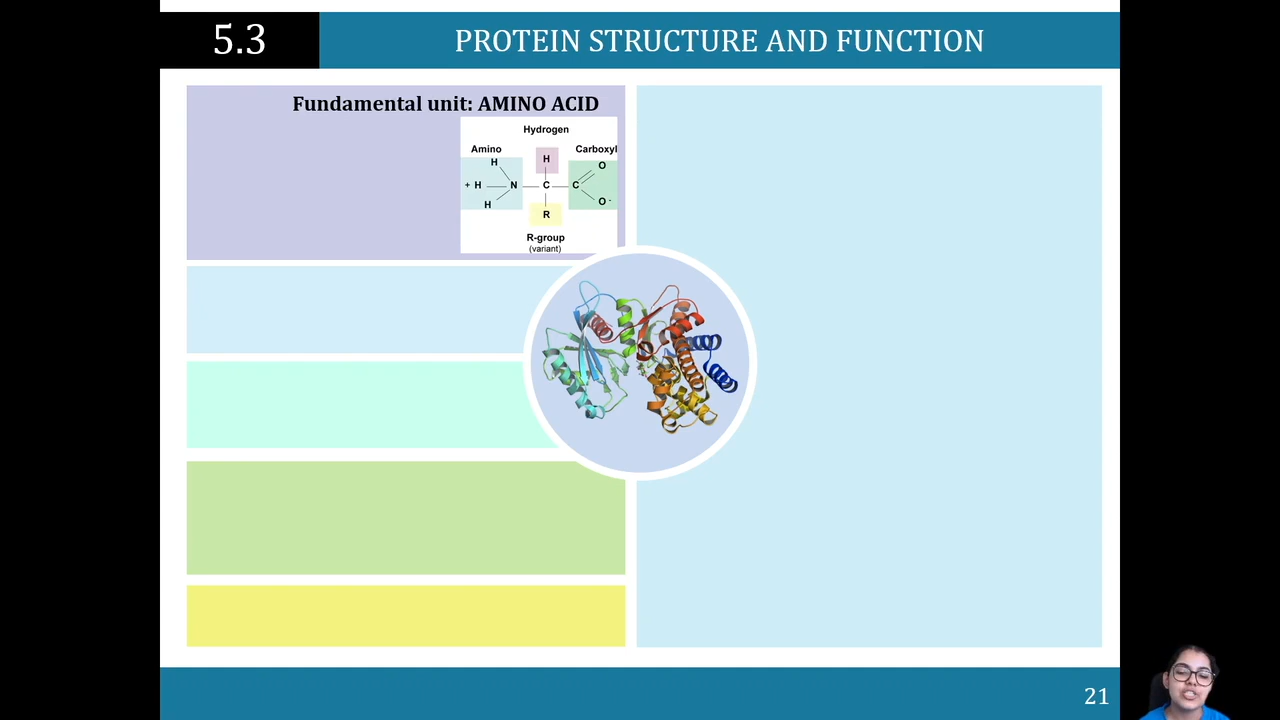 5.3
PROTEIN STRUCTURE AND FUNCTION
Fundamental unit: AMINO ACID
Hydrogen
Amino
Carboxyl
H
H
O
+ H
N
C
C
H
O -
R
R-group
(variant)
21